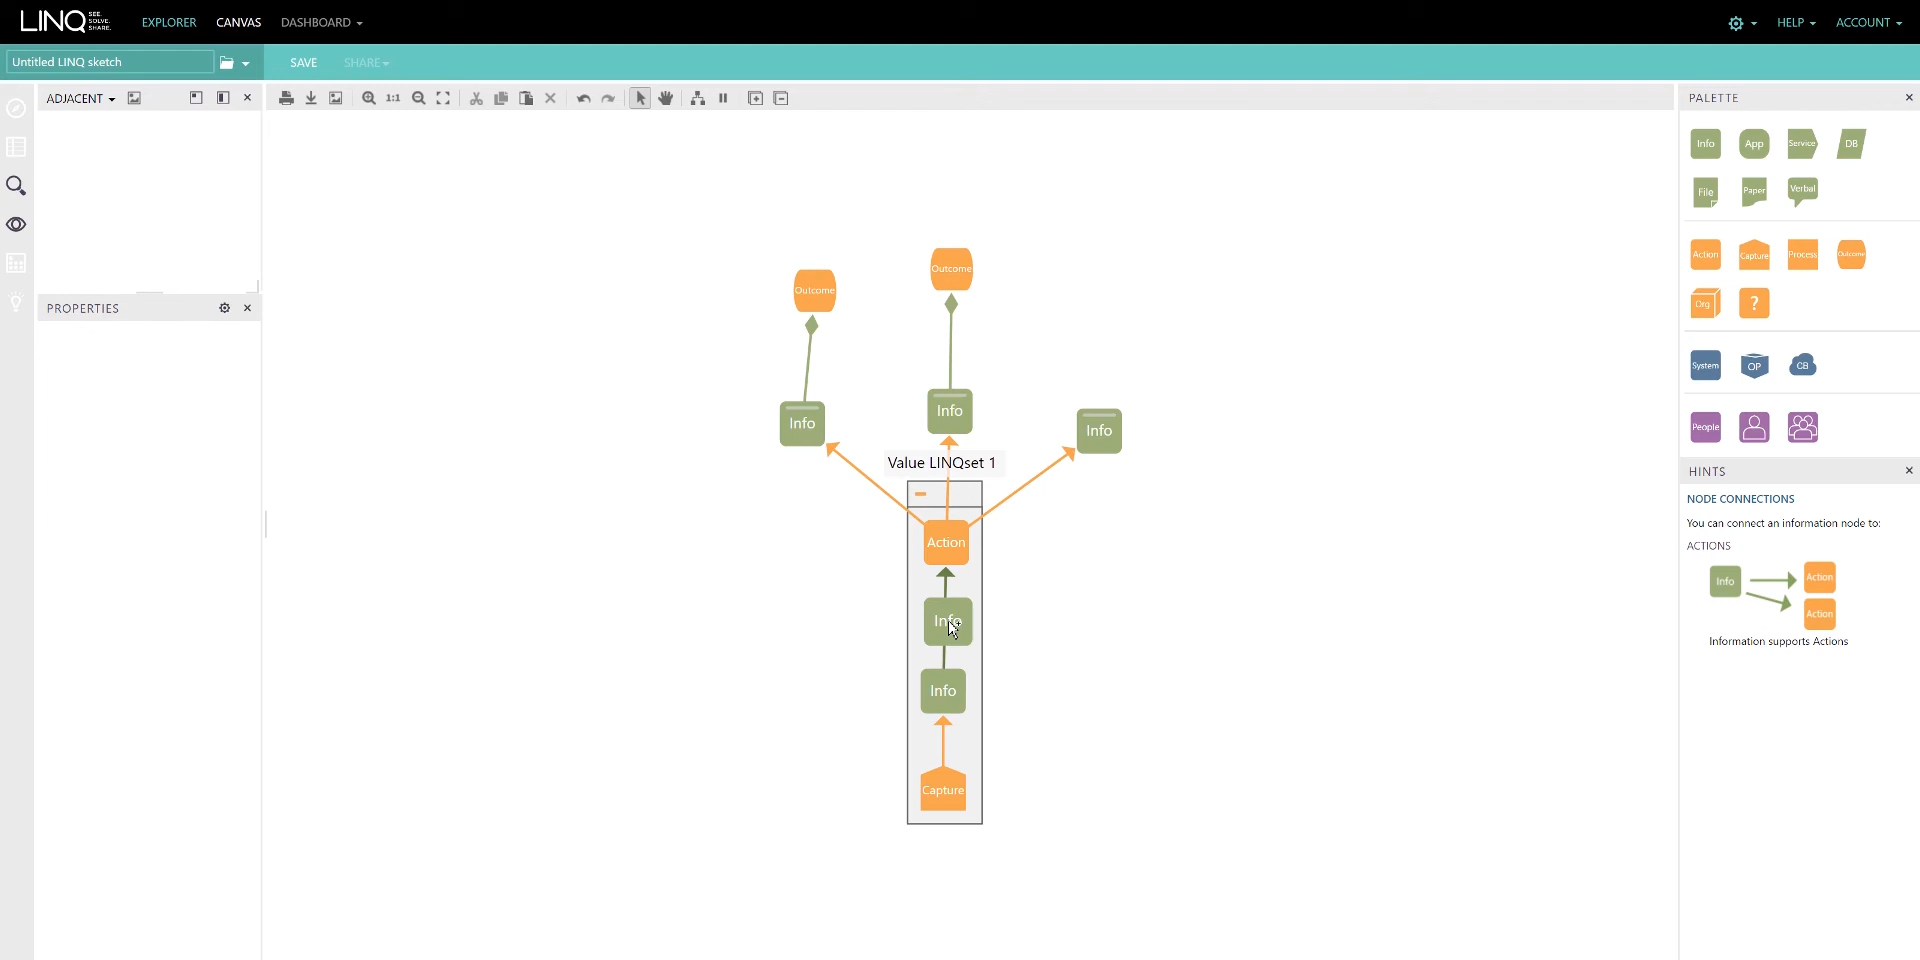 LINQ SEE. SOLVE. SHARE. EXPLORER CANVAS DASHBOARD HELP ACCOUNT
Untitled LINQ sketch SAVE SHARE
ADJACENT 1:1 PALETTE
Info App Service DB
File Paper Verbal
Action Capture Process Outcome
Org ?
System OP CB
People
PROPERTIES
Outcome
Outcome
Info
Info
Info
Value LINQset 1
Action
Info
Info
Capture
HINTS
NODE CONNECTIONS
You can connect an information node to:
ACTIONS
Info Action
Action
Information supports Actions